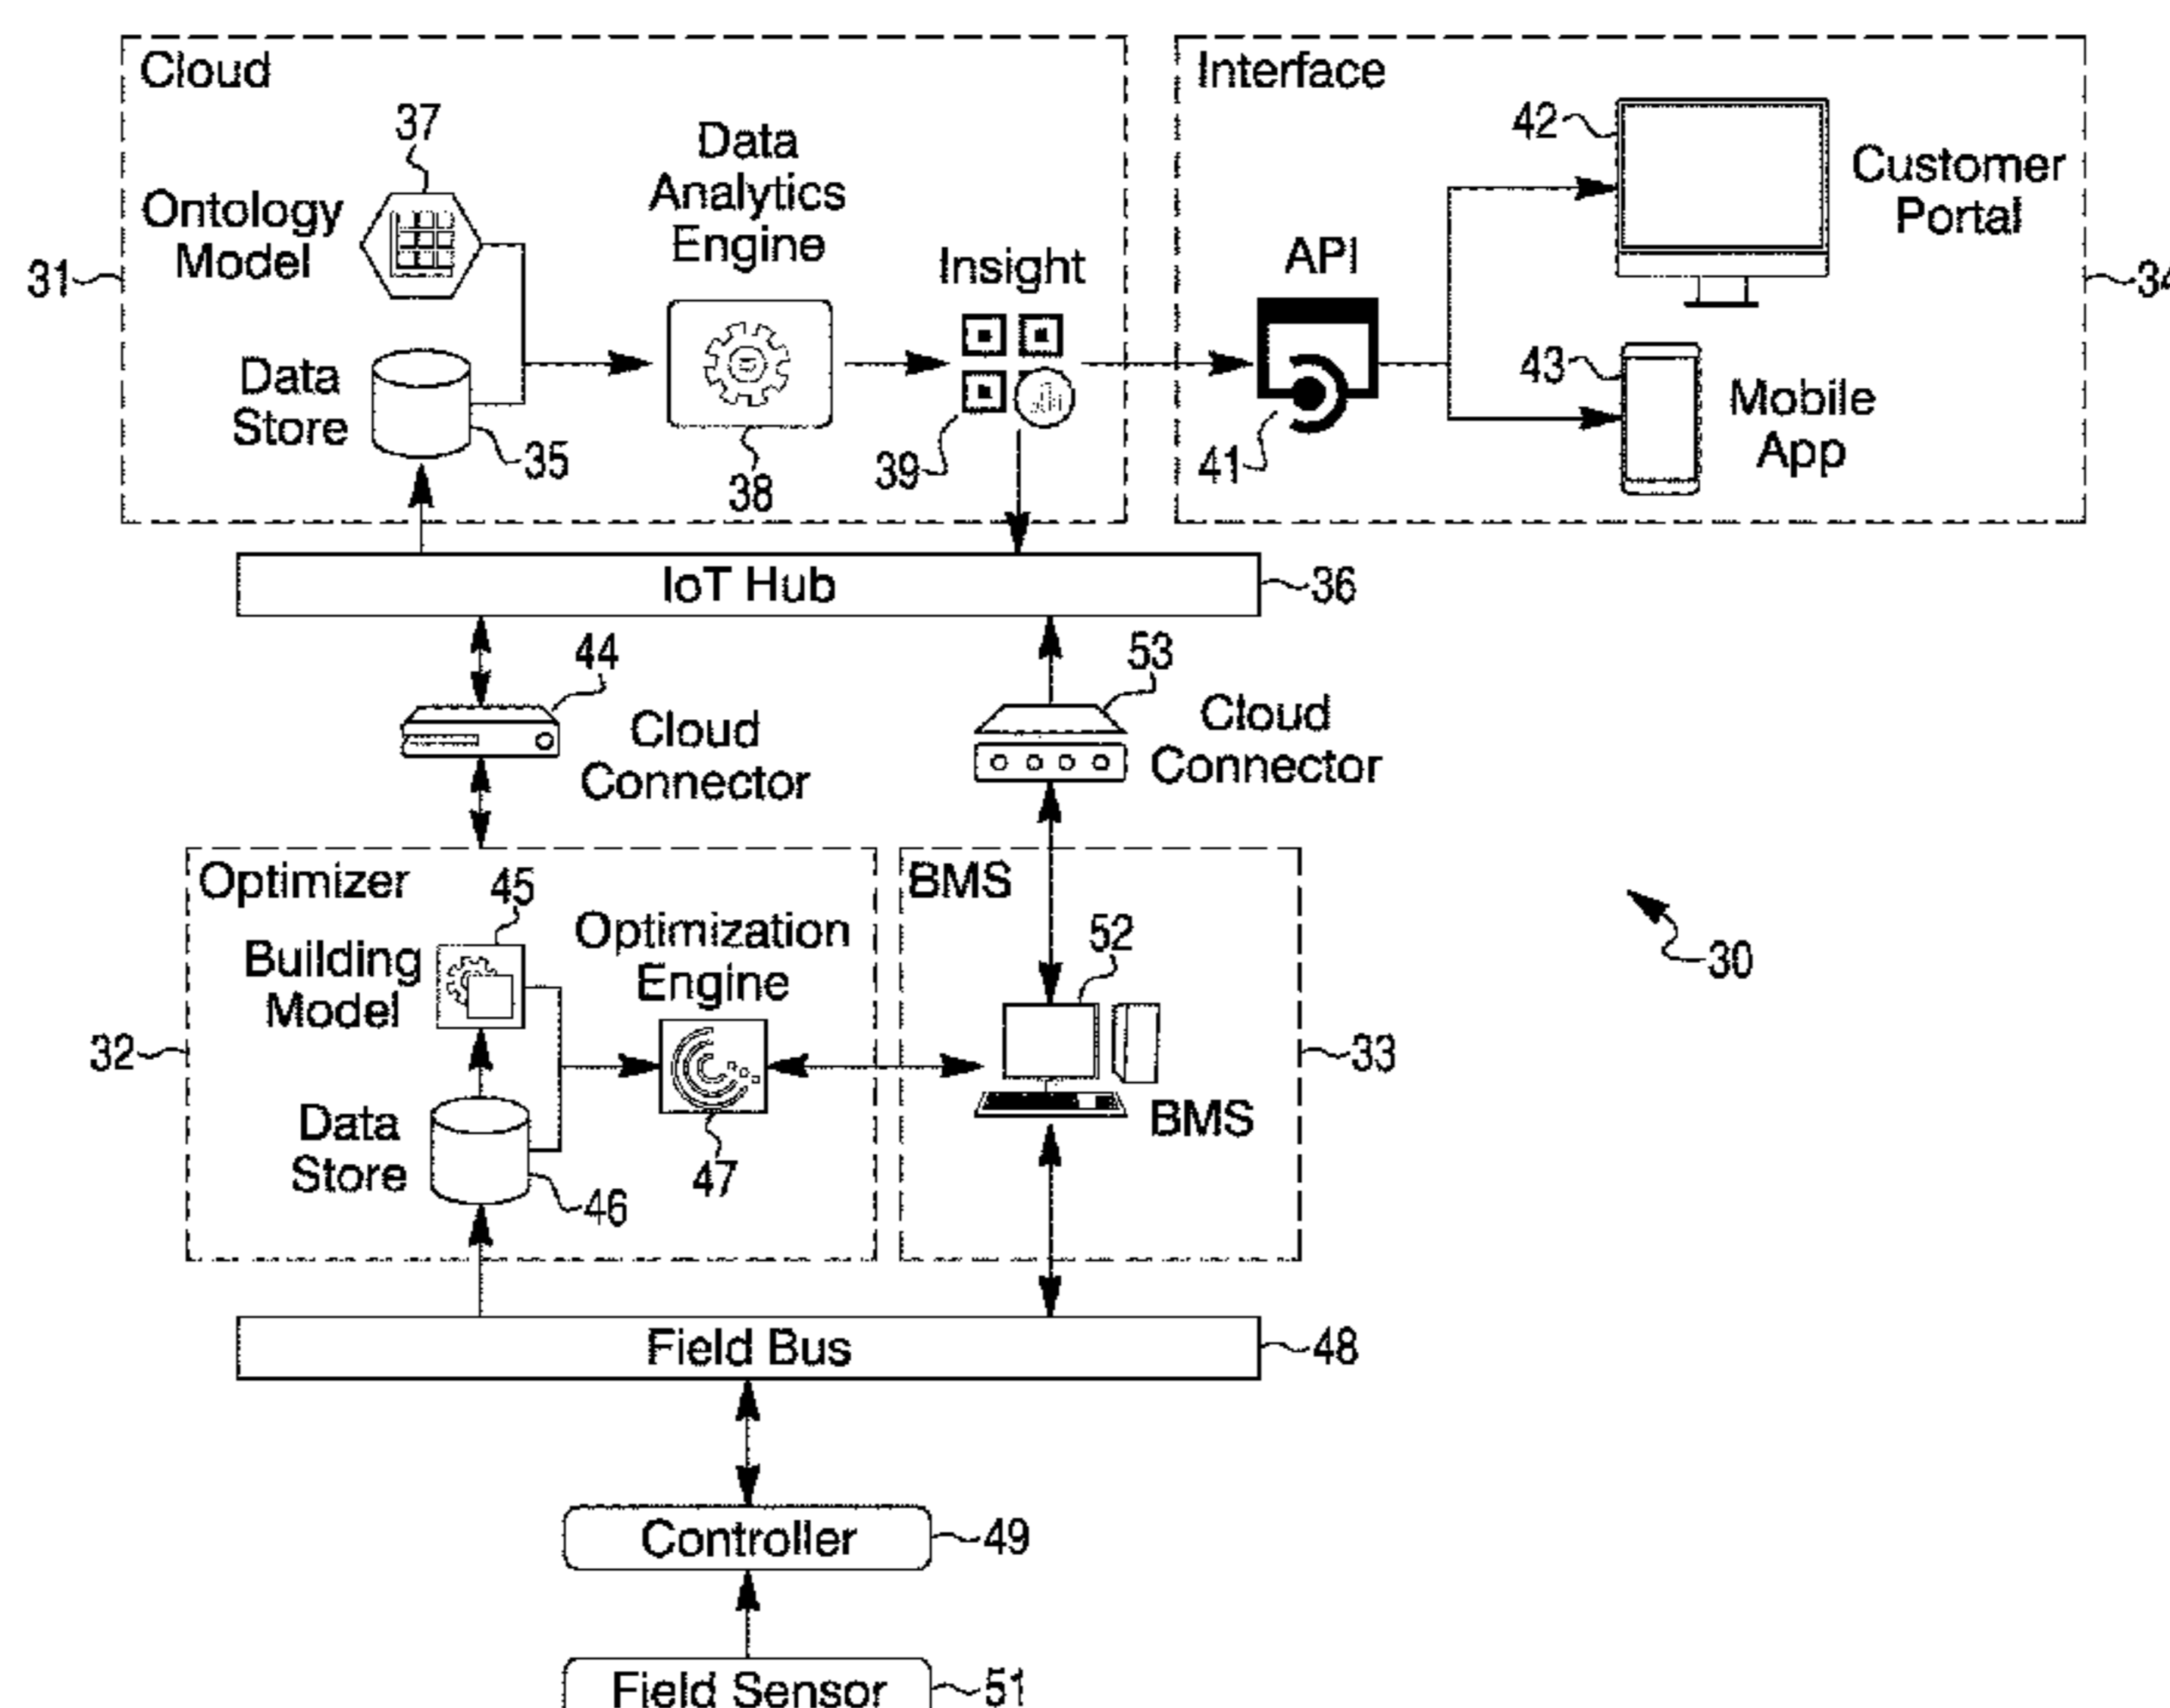 Cloud
Interface
37
Data
Analytics
Engine
42
Customer
Portal
Ontology
Model
API
Insight
31
34
Data
Store
43
Mobile
App
35
38
39
41
IoT Hub
36
44
53
Cloud
Connector
Cloud
Connector
Optimizer
45
BMS
Building
Model
Optimization
Engine
52
30
32
33
Data
Store
BMS
47
46
Field Bus
48
Controller
49
Field Sensor
51